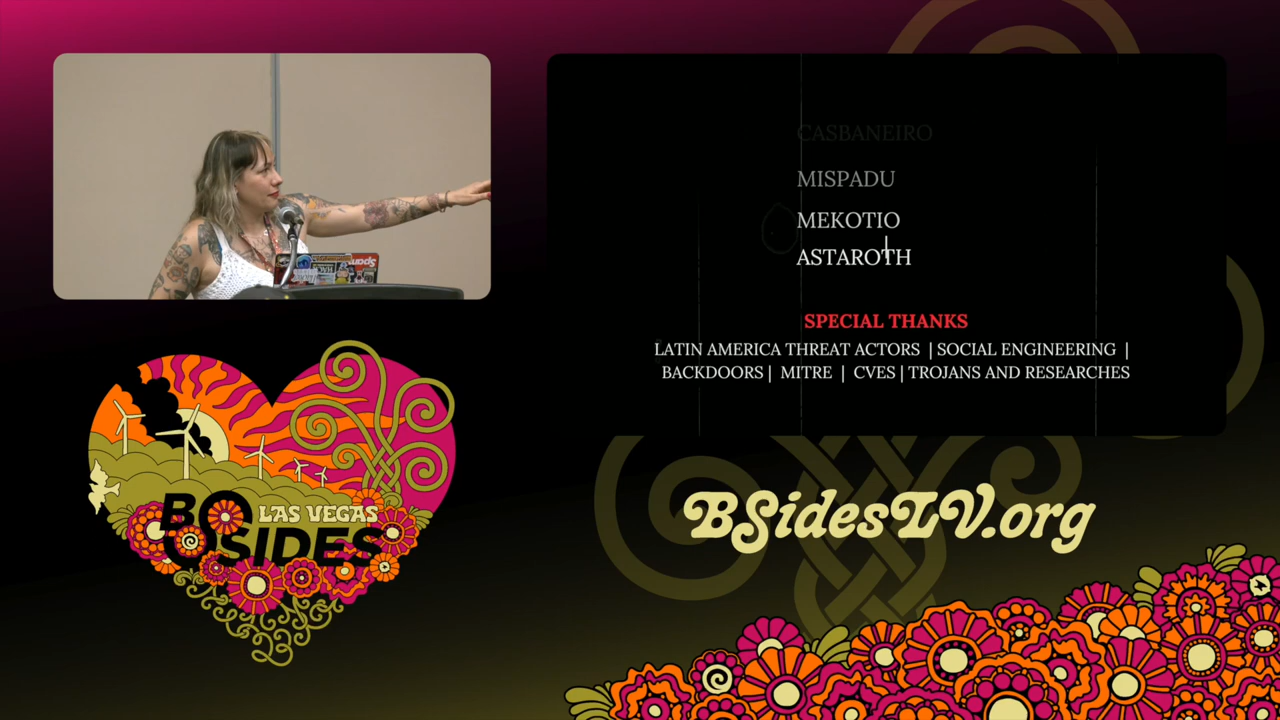 CASBANEIRO
MISPADU
MEKOTIO
ASTAROTH
SPECIAL THANKS
LATIN AMERICA THREAT ACTORS | SOCIAL ENGINEERING |
BACKDOORS | MITRE | CVES | TROJANS AND RESEARCHES
LAS VEGAS
BSidesLV.org